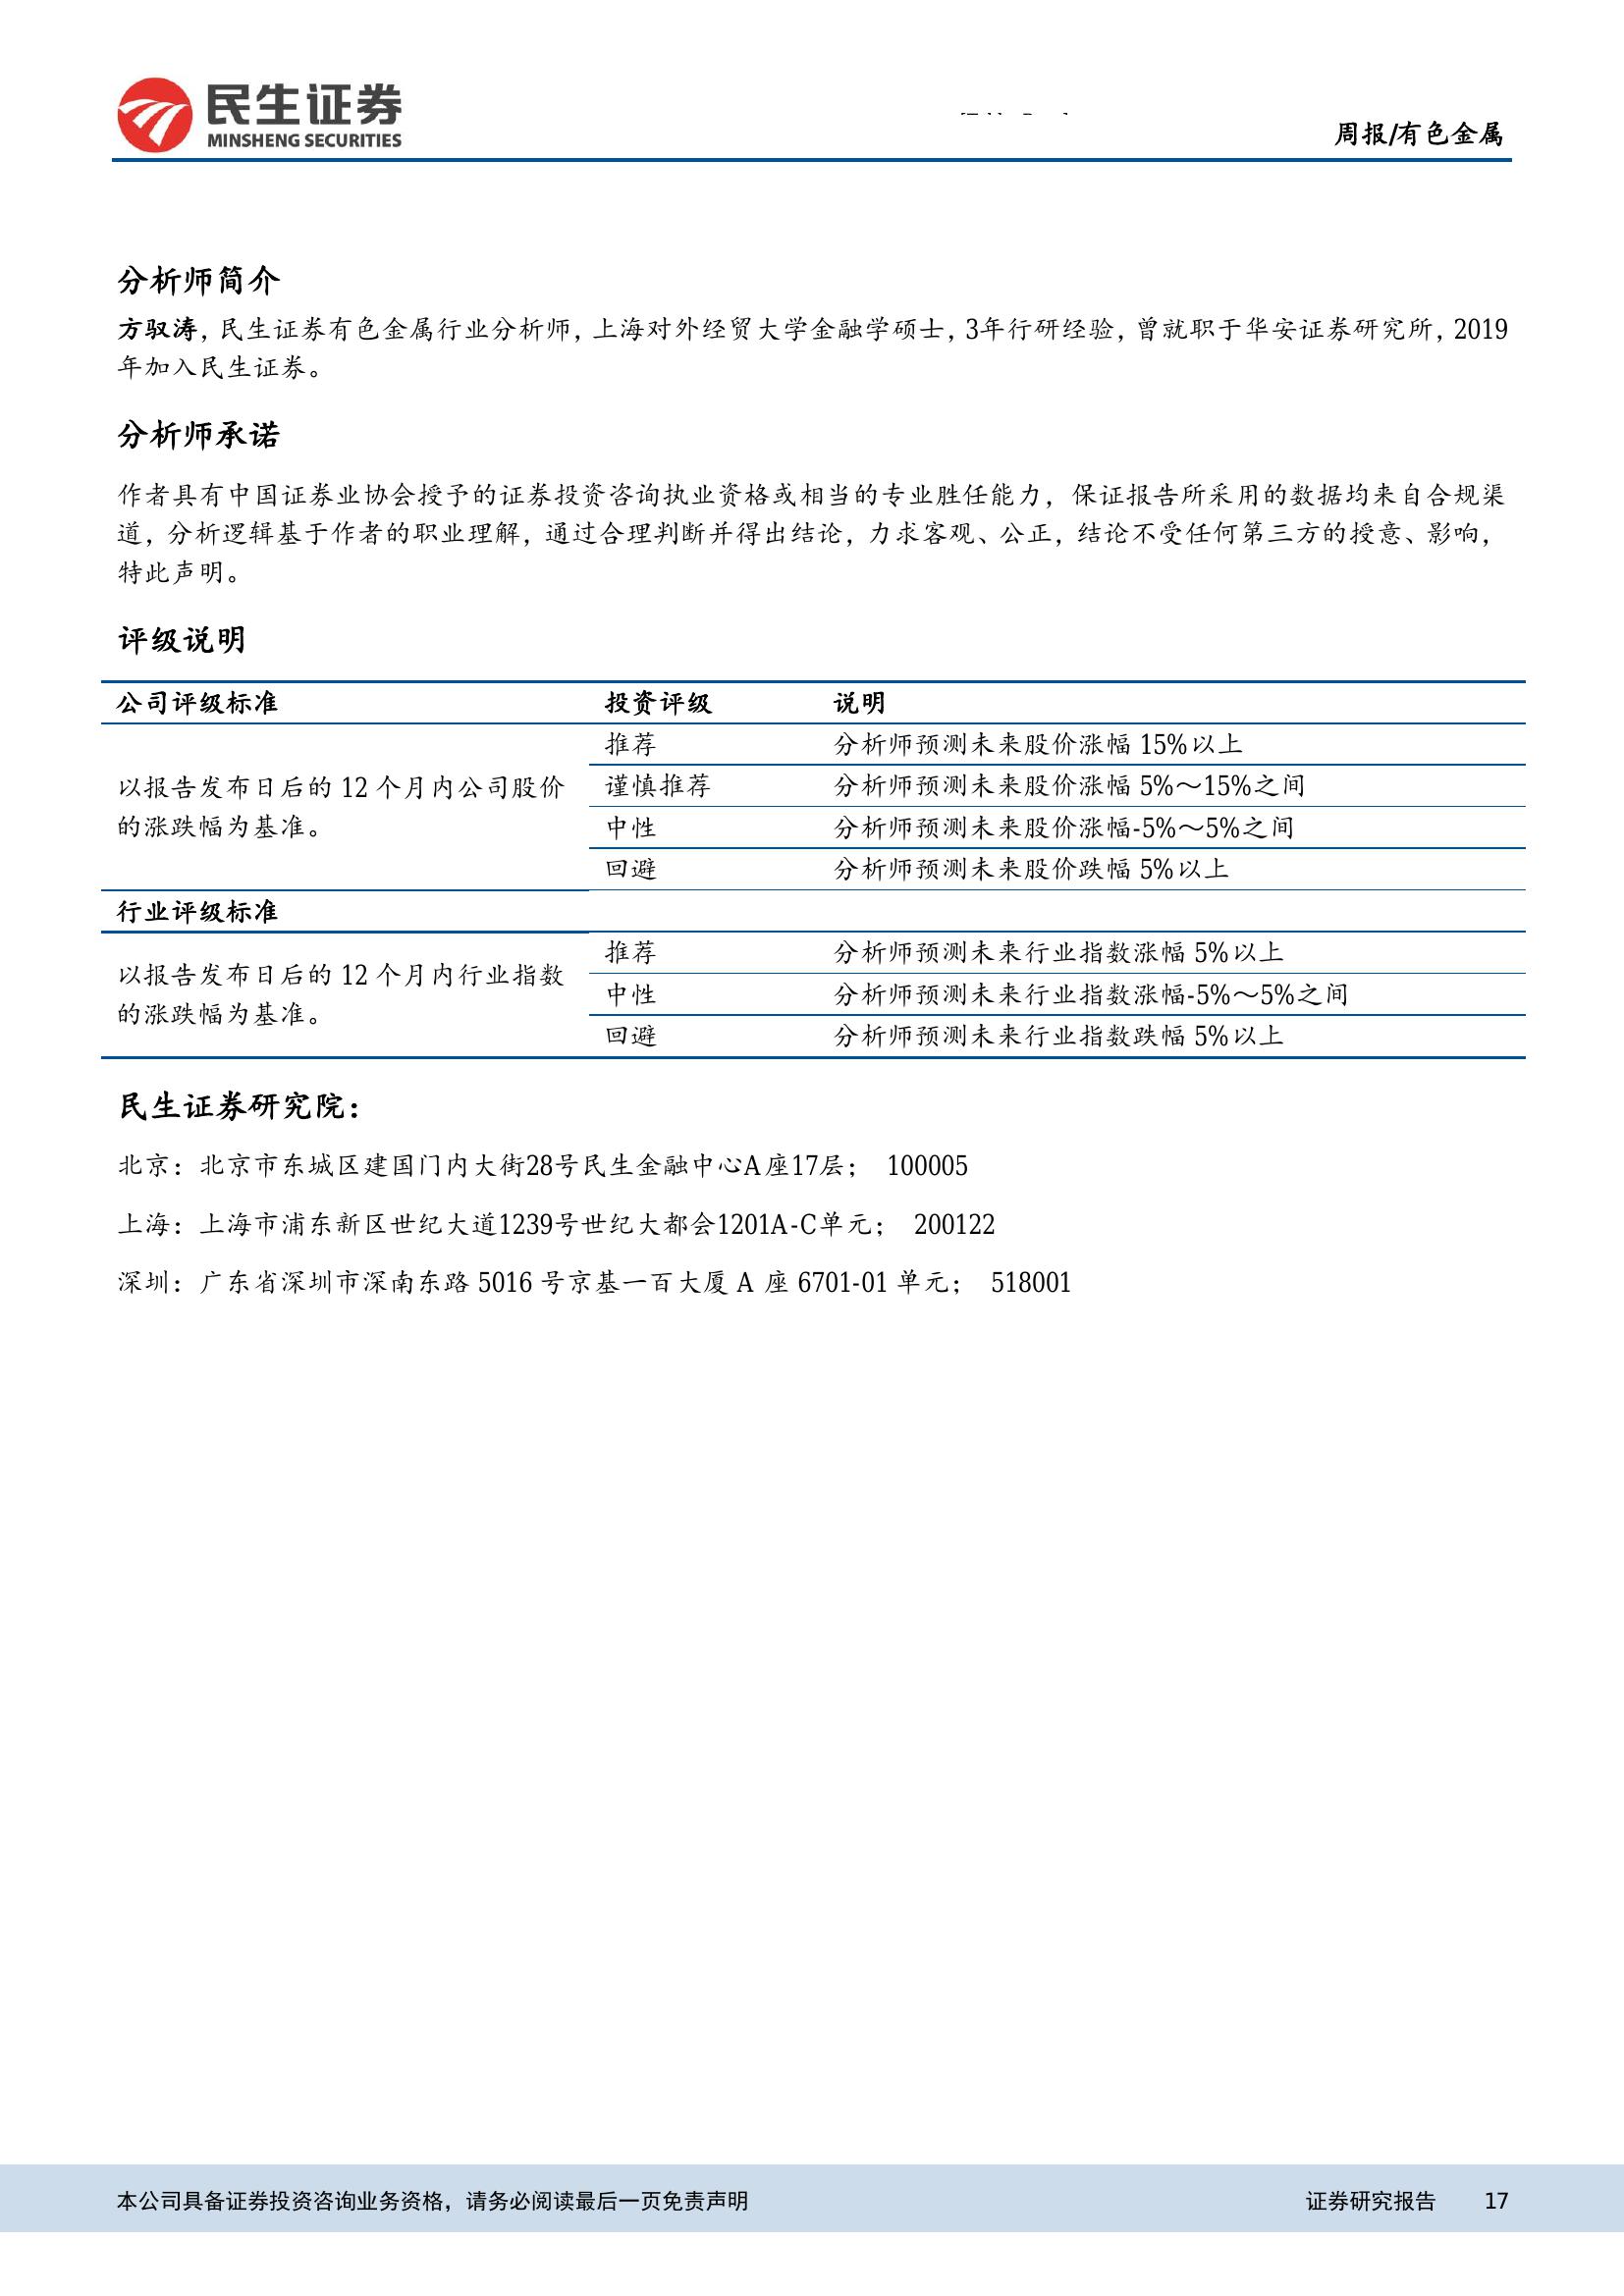 民生证券
MINSHENG SECURITIES
周报/有色金属
分析师简介
方驭涛，民生证券有色金属行业分析师，上海对外经贸大学金融学硕士，3年行研经验，曾就职于华安证券研究所，2019
年加入民生证券。
分析师承诺
作者具有中国证券业协会授予的证券投资咨询执业资格或相当的专业胜任能力，保证报告所采用的数据均来自合规渠
道，分析逻辑基于作者的职业理解，通过合理判断并得出结论，力求客观、公正，结论不受任何第三方的授意、影响，
特此声明。
评级说明
公司评级标准 投资评级 说明
以报告发布日后的 12 个月内公司股价
的涨跌幅为基准。
推荐 分析师预测未来股价涨幅 15%以上
谨慎推荐 分析师预测未来股价涨幅 5%～15%之间
中性 分析师预测未来股价涨幅-5%～5%之间
回避 分析师预测未来股价跌幅 5%以上
行业评级标准
以报告发布日后的 12 个月内行业指数
的涨跌幅为基准。
推荐 分析师预测未来行业指数涨幅 5%以上
中性 分析师预测未来行业指数涨幅-5%～5%之间
回避 分析师预测未来行业指数跌幅 5%以上
民生证券研究院：
北京：北京市东城区建国门内大街28号民生金融中心A座17层； 100005
上海：上海市浦东新区世纪大道1239号世纪大都会1201A-C单元； 200122
深圳：广东省深圳市深南东路 5016 号京基一百大厦 A 座 6701-01 单元； 518001
本公司具备证券投资咨询业务资格，请务必阅读最后一页免责声明 证券研究报告 17